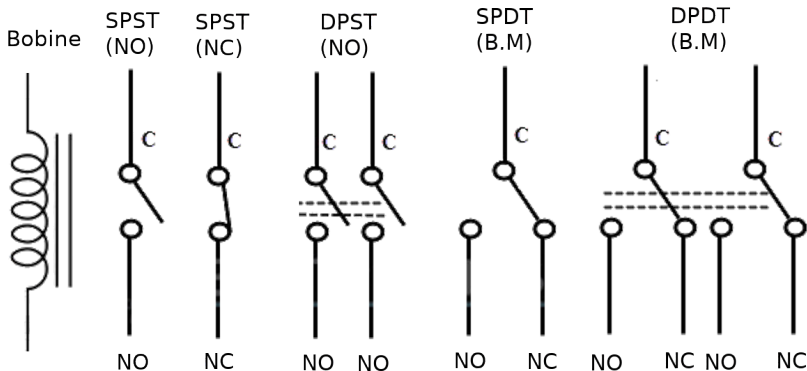 Bobine
SPST
(NO)
SPST
(NC)
DPST
(NO)
SPDT
(B.M)
DPDT
(B.M)
C
C
C
C
C
C
C
NO
NC
NO
NO
NO
NC
NO
NC
NO
NC